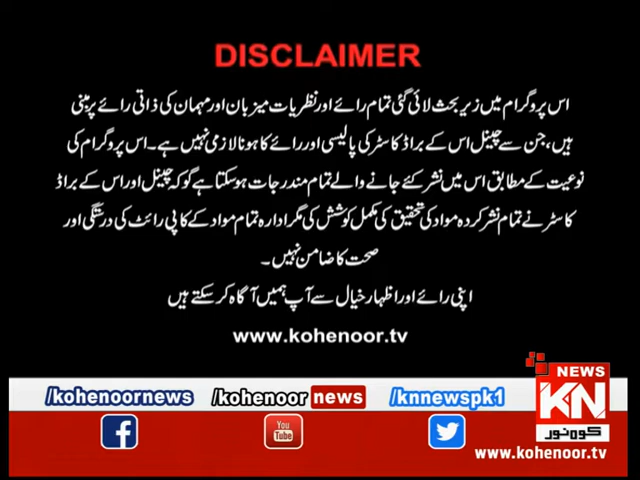 DISCLAIMER
اس پروگرام میں زیر بحث لائی گئی تمام رائے اور نظریات میزبان اور مہمان کی ذاتی رائے پر مبنی
ہیں، جن سے چینل اس کے براڈ کاسٹر کی پالیسی اور رائے کا ہونا لازمی نہیں ہے۔ اس پروگرام کی
نوعیت کے مطابق اس میں نشر کئے جانے والے تمام مندرجات ہو سکتا ہے گو کہ چینل اور اس کے براڈ
کاسٹر نے تمام نشر کردہ مواد کی تحقیق کی مکمل کوشش کی مگر ادارہ تمام مواد کے کاپی رائٹ کی درستگی اور
صحت کا ضامن نہیں۔
اپنی رائے اور اظہار خیال سے آپ ہمیں آگاہ کر سکتے ہیں
www.kohenoor.tv
/kohenoornews /kohenoor news /knnewspk1
You Tube
NEWS
KN
کوہ نور
www.kohenoor.tv